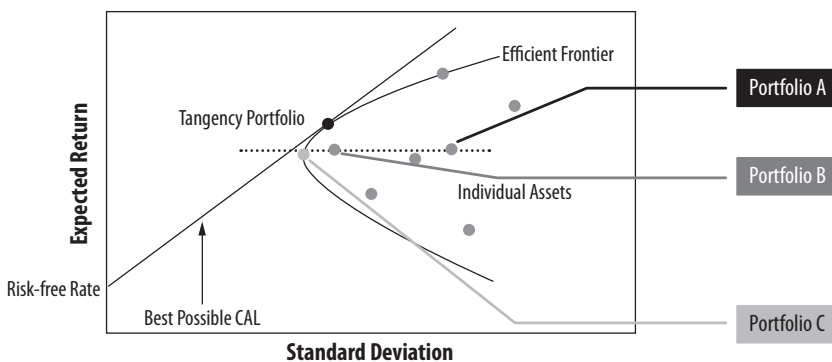 Efficient Frontier
Portfolio A
Tangency Portfolio
Portfolio B
Individual Assets
Expected Return
Risk-free Rate
Best Possible CAL
Portfolio C
Standard Deviation